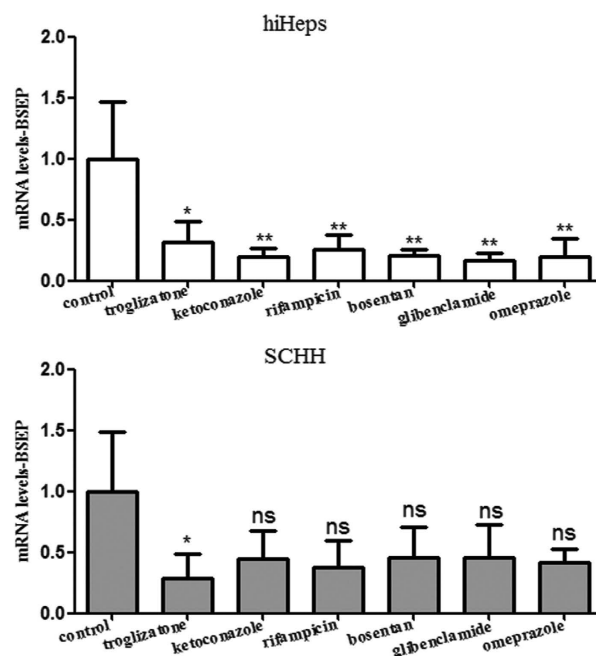 hiHeps
mRNA levels-BSEP
2.0
1.5
1.0
0.5
0.0
* ** ** ** ** **
control troglizatone ketoconazole rifampicin bosentan glibenclamide omeprazole
SCHH
mRNA levels-BSEP
2.0
1.5
1.0
0.5
0.0
* ns ns ns ns ns
control troglizatone ketoconazole rifampicin bosentan glibenclamide omeprazole